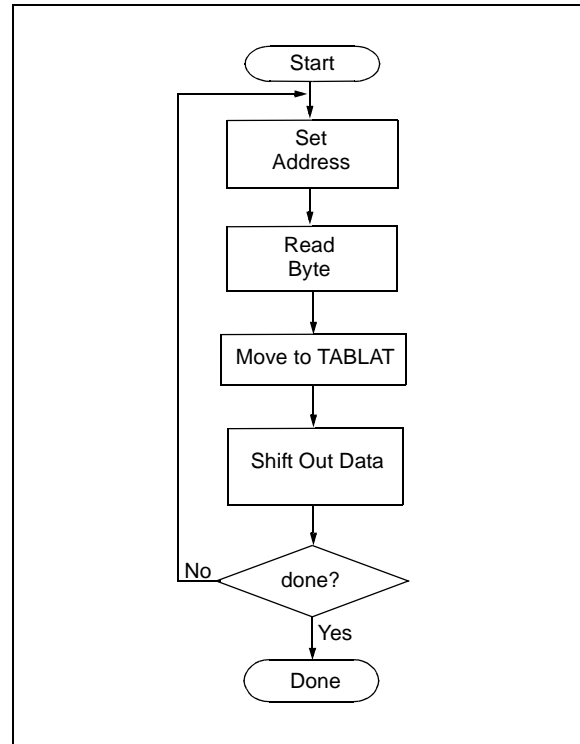 Start
Set
Address
Read
Byte
Move to TABLAT
Shift Out Data
No
done?
Yes
Done